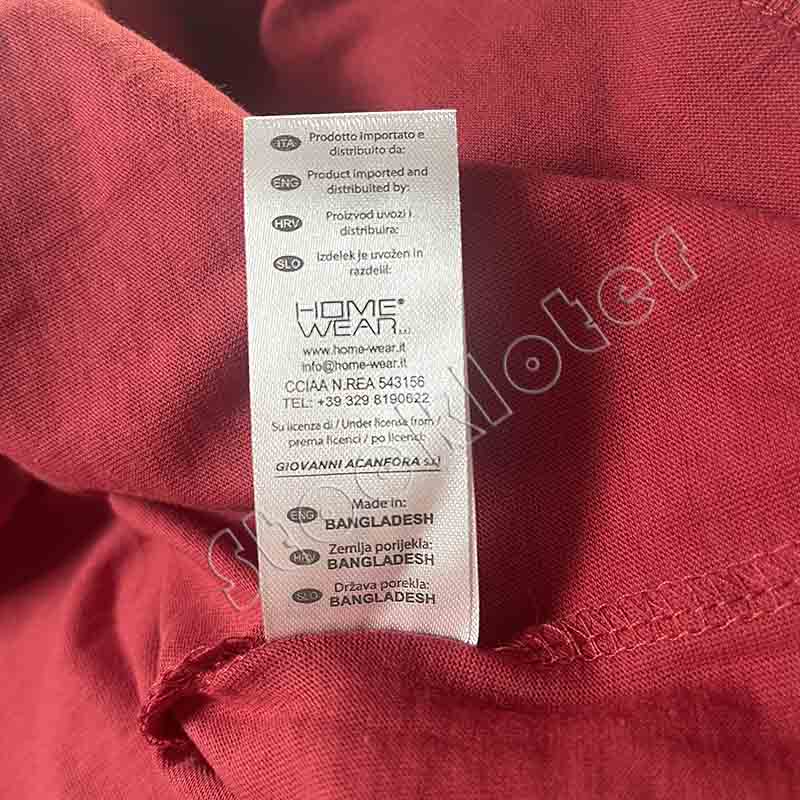 ITA Prodotto importato e
distribuito da:
ENG Product imported and
distribuited by:
HRV Proizvod uvozi i
distribuira:
SLO Izdelek je uvožen in
razdelil:
HOME®
WEAR s.r.l
www.home-wear.it
info@home-wear.it
CCIAA N.REA 543156
TEL: +39 329 8190622
Su licenza di / Under license from /
prema licenci / po licenci:
GIOVANNI ACANFORA s.r.l
ENG Made in:
BANGLADESH
HRV Zemlja porijekla:
BANGLADESH
SLO Država porekla:
BANGLADESH
stockloter